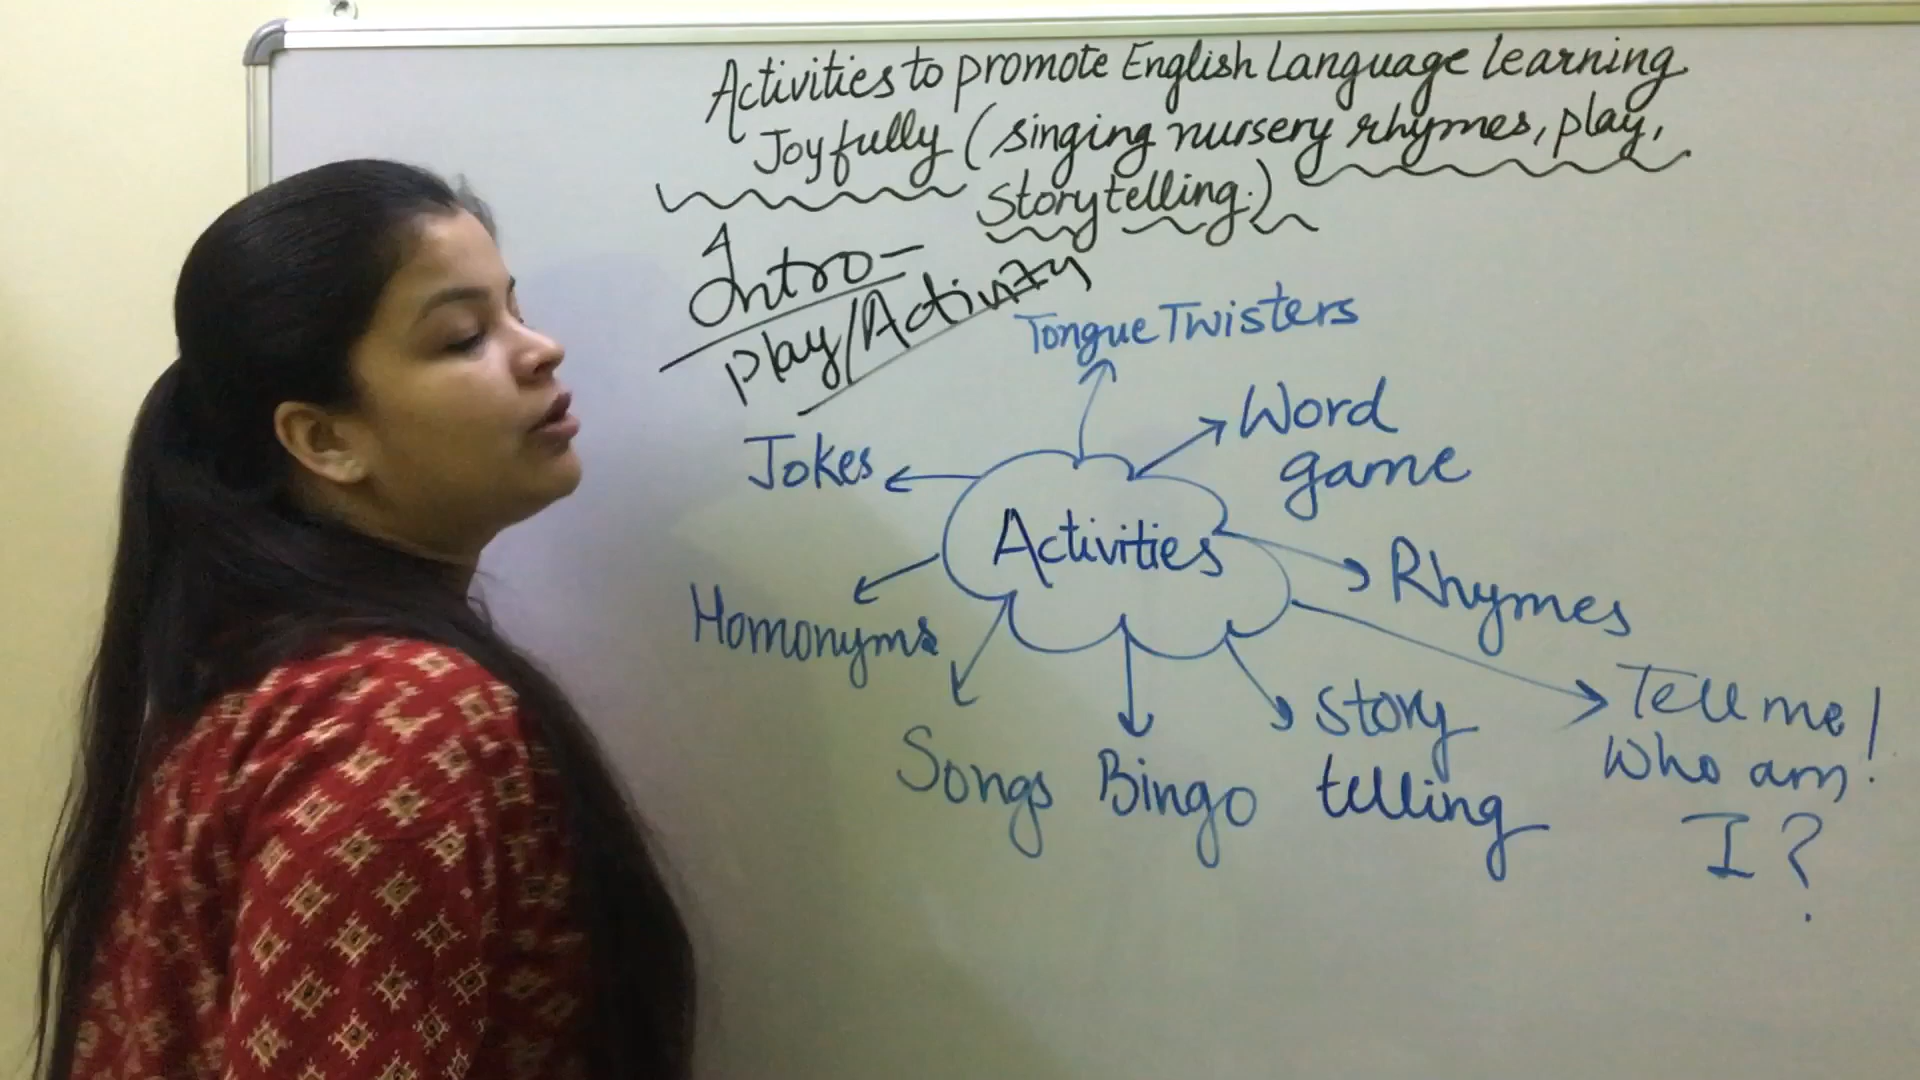 Activities to promote English Language learning
Joyfully (singing nursery rhymes, play,
Storytelling.)
Intro-
Play/Activity
Tongue Twisters
Word
game
Jokes
Activities
Rhymes
Homonyms
Tell me!
Who am
I?
Story
telling
Songs
Bingo